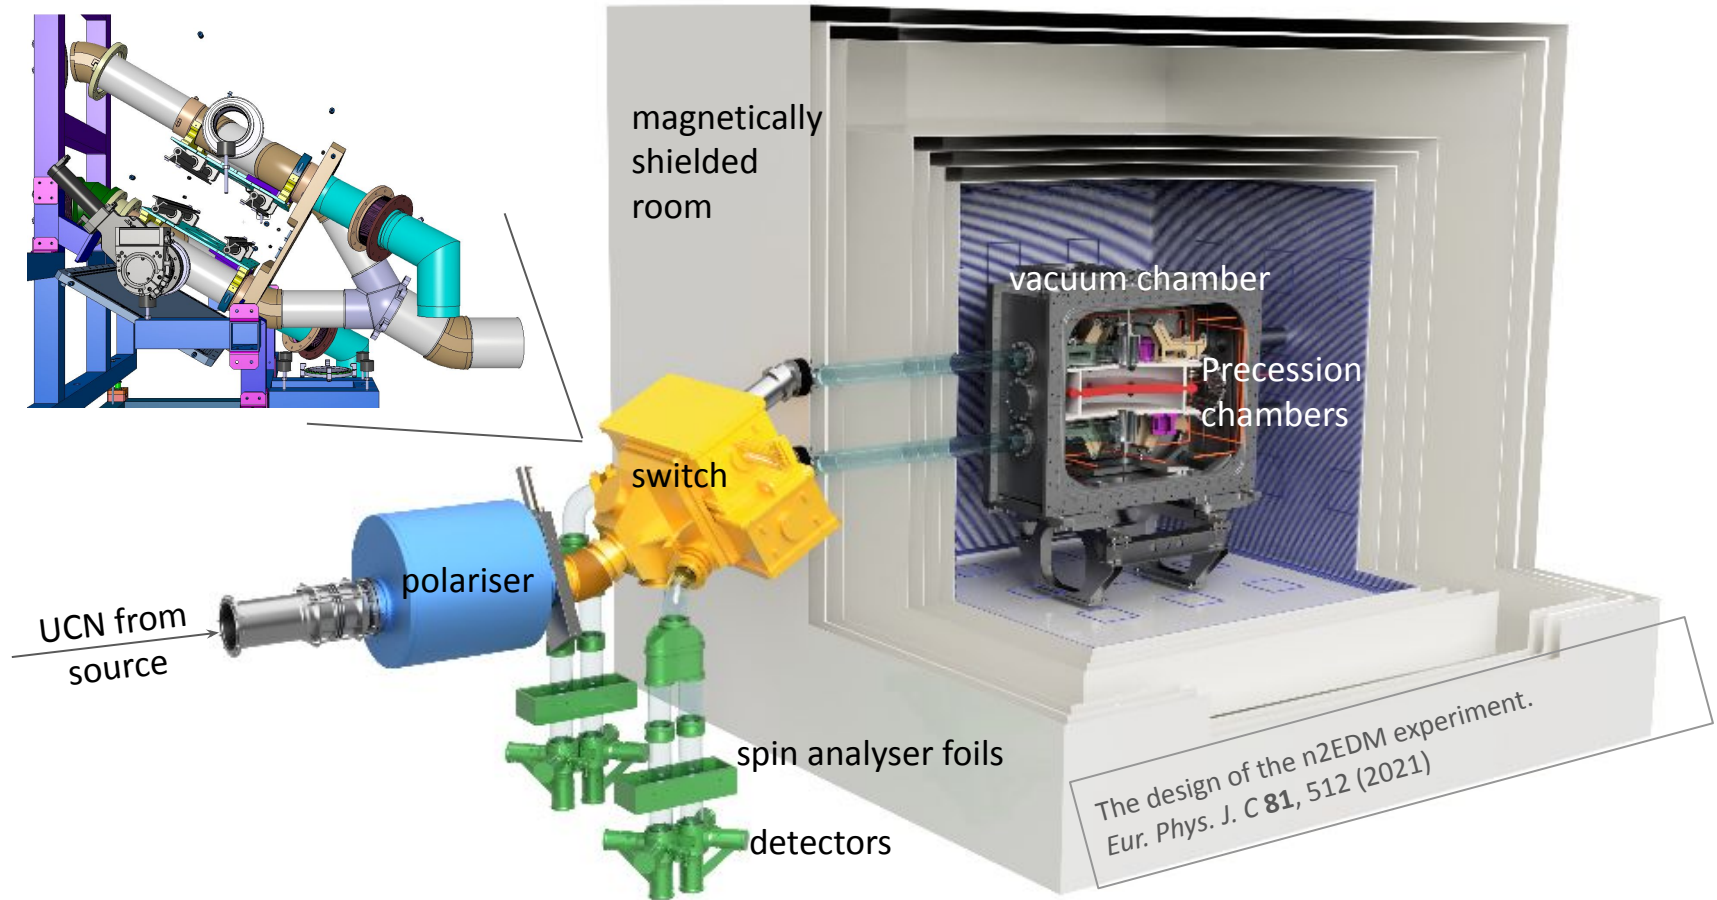 magnetically
shielded
room
vacuum chamber
Precession
chambers
switch
polariser
UCN from
source
spin analyser foils
detectors
The design of the n2EDM experiment.
Eur. Phys. J. C 81, 512 (2021)